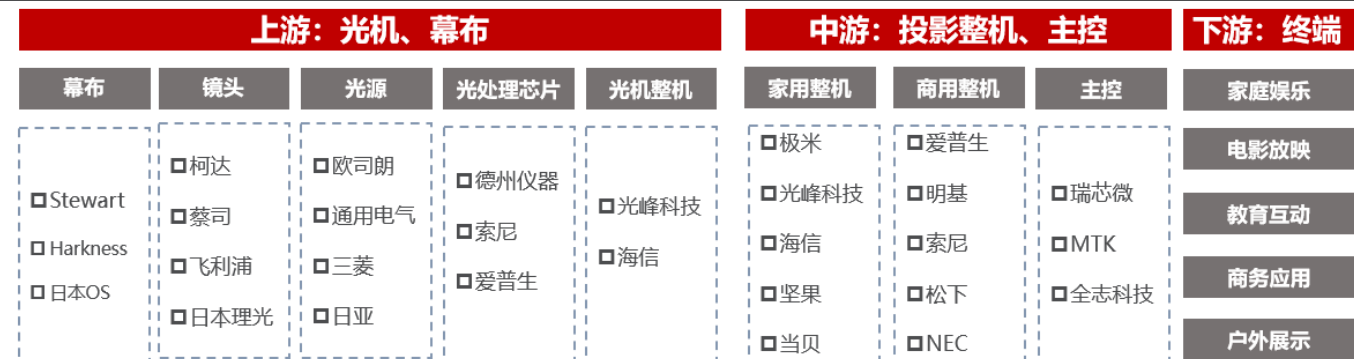 上游：光机、幕布
中游：投影整机、主控
下游：终端
幕布
镜头
光源
光处理芯片
光机整机
家用整机
商用整机
主控
家庭娱乐
电影放映
教育互动
商务应用
户外展示
Stewart
Harkness
日本OS
柯达
蔡司
飞利浦
日本理光
欧司朗
通用电气
三菱
日亚
德州仪器
索尼
爱普生
光峰科技
海信
极米
光峰科技
海信
坚果
当贝
爱普生
明基
索尼
松下
NEC
瑞芯微
MTK
全志科技